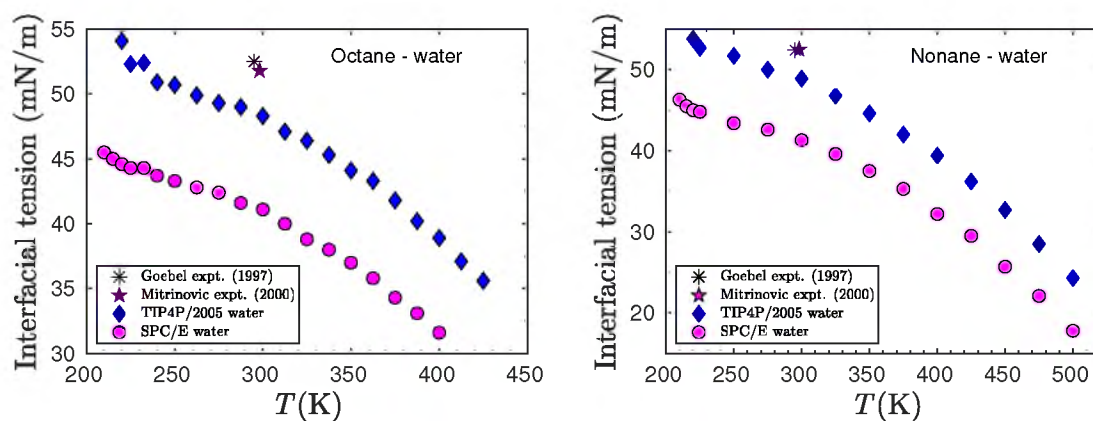 Octane - water
Interfacial tension (mN/m)
55
50
45
40
35
30
Goebel expt. (1997)
Mitrinovic expt. (2000)
TIP4P/2005 water
SPC/E water
200 250 300 350 400 450
T(K)
Nonane - water
Interfacial tension (mN/m)
50
40
30
20
Goebel expt. (1997)
Mitrinovic expt. (2000)
TIP4P/2005 water
SPC/E water
200 250 300 350 400 450 500
T(K)